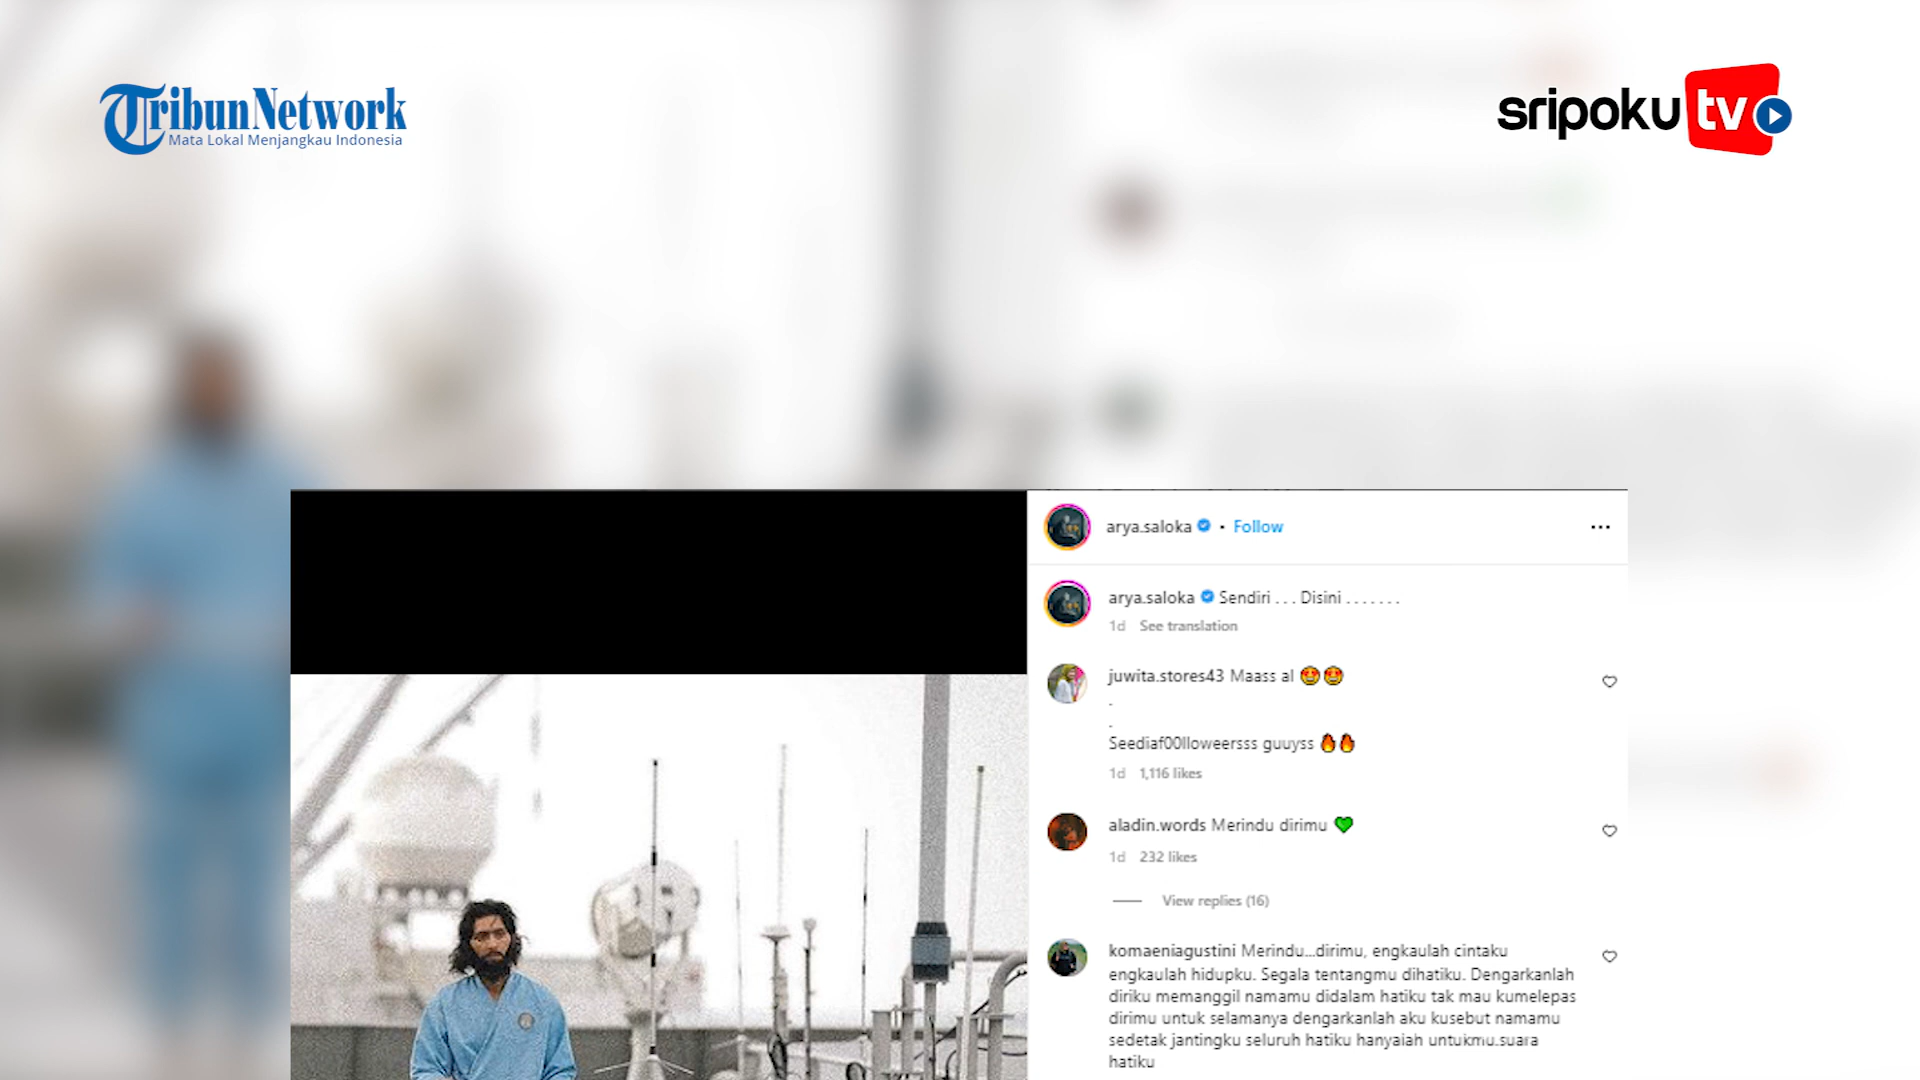 TribunNetwork
Mata Lokal Menjangkau Indonesia
sripoku tv
arya.saloka • Follow
arya.saloka Sendiri . . . Disini . . . . . . .
1d See translation
juwita.stores43 Maass al 🤩🤩
.
.
Seediaf00lloweersss guuyss 🔥🔥
1d 1,116 likes
aladin.words Merindu dirimu 💚
1d 232 likes
View replies (16)
komaeniagustini Merindu...dirimu, engkaulah cintaku
engkaulah hidupku. Segala tentangmu dihatiku. Dengarkanlah
diriku memanggil namamu didalam hatiku tak mau kumelepas
dirimu untuk selamanya dengarkanlah aku kusebut namamu
sedetak jantingku seluruh hatiku hanyaiah untukmu.suara
hatiku